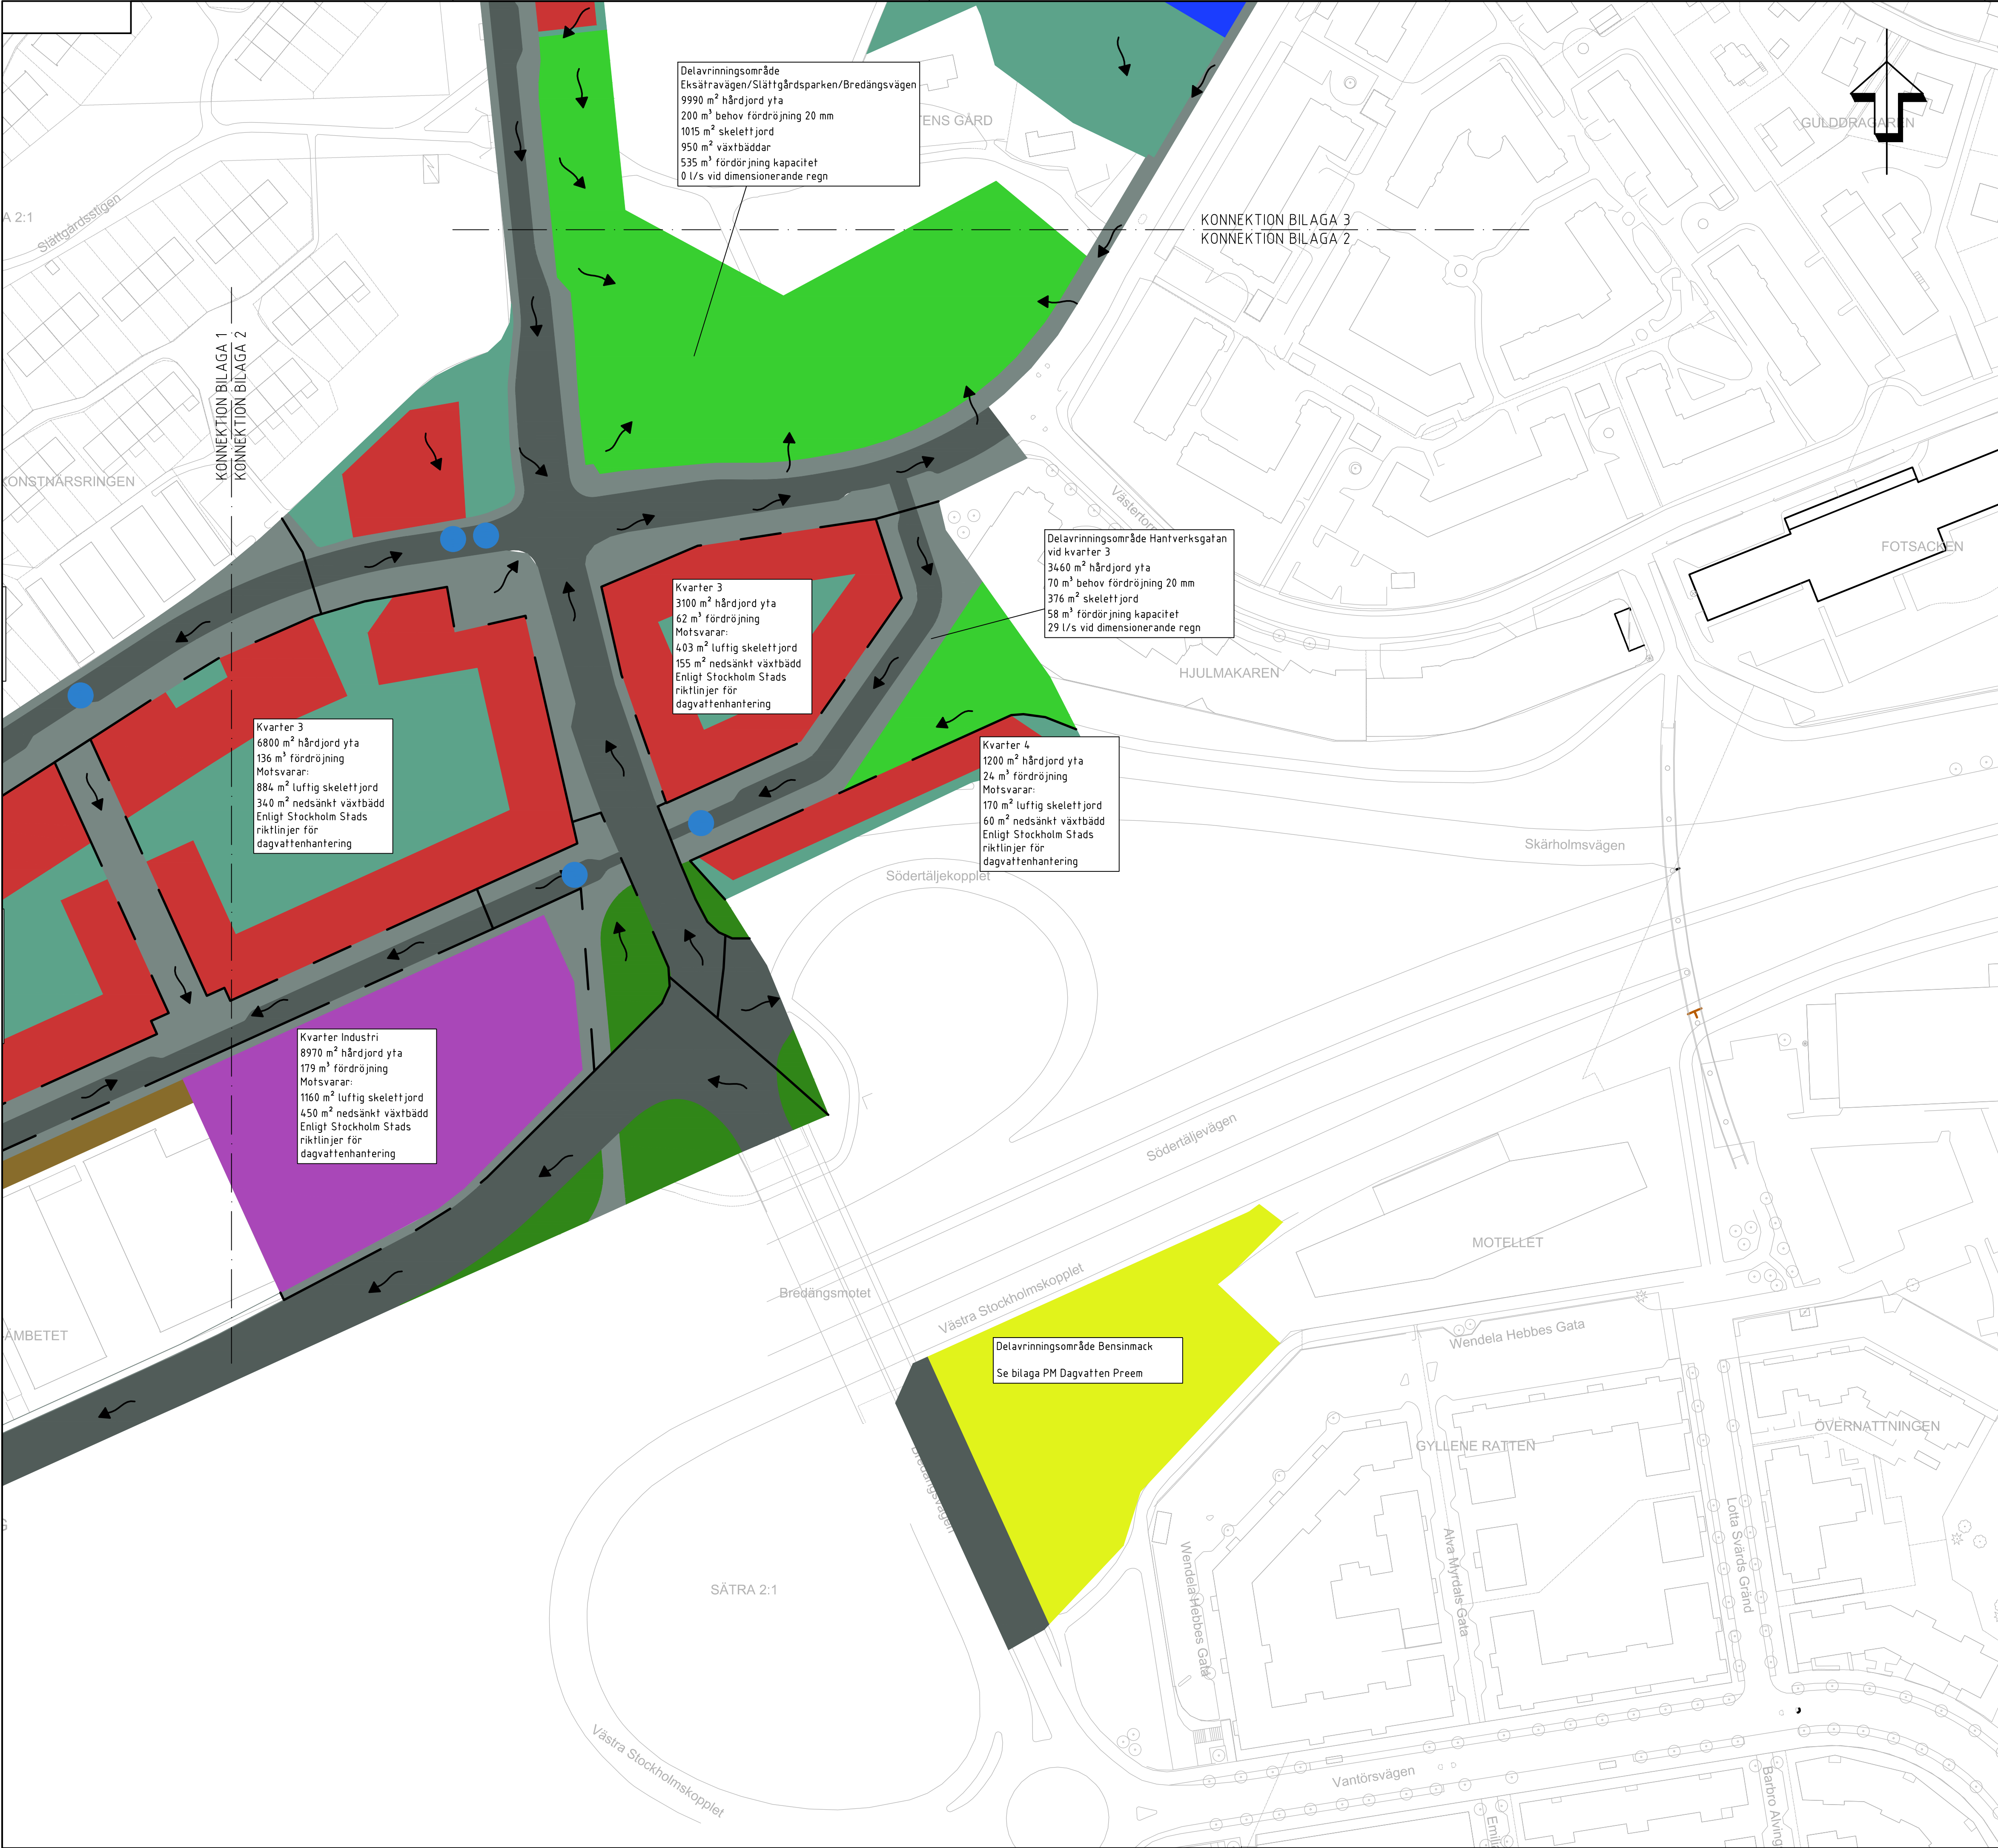 Delavrinningsområde
Eksätravägen/Slättgårdsparken/Bredängsvägen
9990 m² hårdjord yta
200 m³ behov fördröjning 20 mm
1015 m² skelettjord
950 m² växtbäddar
535 m³ fördörjning kapacitet
0 l/s vid dimensionerande regn
TENS GÅRD
GULDDRAGAREN
A 2:1
Slättgårdsstigen
KONNEKTION BILAGA 3
KONNEKTION BILAGA 2
KONNEKTION BILAGA 1
KONNEKTION BILAGA 2
KONSTNÄRSRINGEN
Delavrinningsområde Hantverksgatan
vid kvarter 3
3460 m² hårdjord yta
70 m³ behov fördröjning 20 mm
376 m² skelettjord
58 m³ fördörjning kapacitet
29 l/s vid dimensionerande regn
FOTSACKEN
Kvarter 3
3100 m² hårdjord yta
62 m³ fördröjning
Motsvarar:
403 m² luftig skelettjord
155 m² nedsänkt växtbädd
Enligt Stockholm Stads
riktlinjer för
dagvattenhantering
HJULMAKAREN
Kvarter 3
6800 m² hårdjord yta
136 m³ fördröjning
Motsvarar:
884 m² luftig skelettjord
340 m² nedsänkt växtbädd
Enligt Stockholm Stads
riktlinjer för
dagvattenhantering
Kvarter 4
1200 m² hårdjord yta
24 m³ fördröjning
Motsvarar:
170 m² luftig skelettjord
60 m² nedsänkt växtbädd
Enligt Stockholm Stads
riktlinjer för
dagvattenhantering
Skärholmsvägen
Södertäljekopplet
Kvarter Industri
8970 m² hårdjord yta
179 m³ fördröjning
Motsvarar:
1160 m² luftig skelettjord
450 m² nedsänkt växtbädd
Enligt Stockholm Stads
riktlinjer för
dagvattenhantering
Södertäljevägen
MOTELLET
Bredängsmotet
Västra Stockholmskopplet
ÄMBETET
Wendela Hebbes Gata
Delavrinningsområde Bensinmack
Se bilaga PM Dagvatten Preem
GYLLENE RATTEN
ÖVERNATTNINGEN
Bredängsvägen
Wendela Hebbes Gata
Alva Myrdals Gata
Lotta Svärds Gränd
SÄTRA 2:1
Västra Stockholmskopplet
Vantörsvägen
Barbro Alving